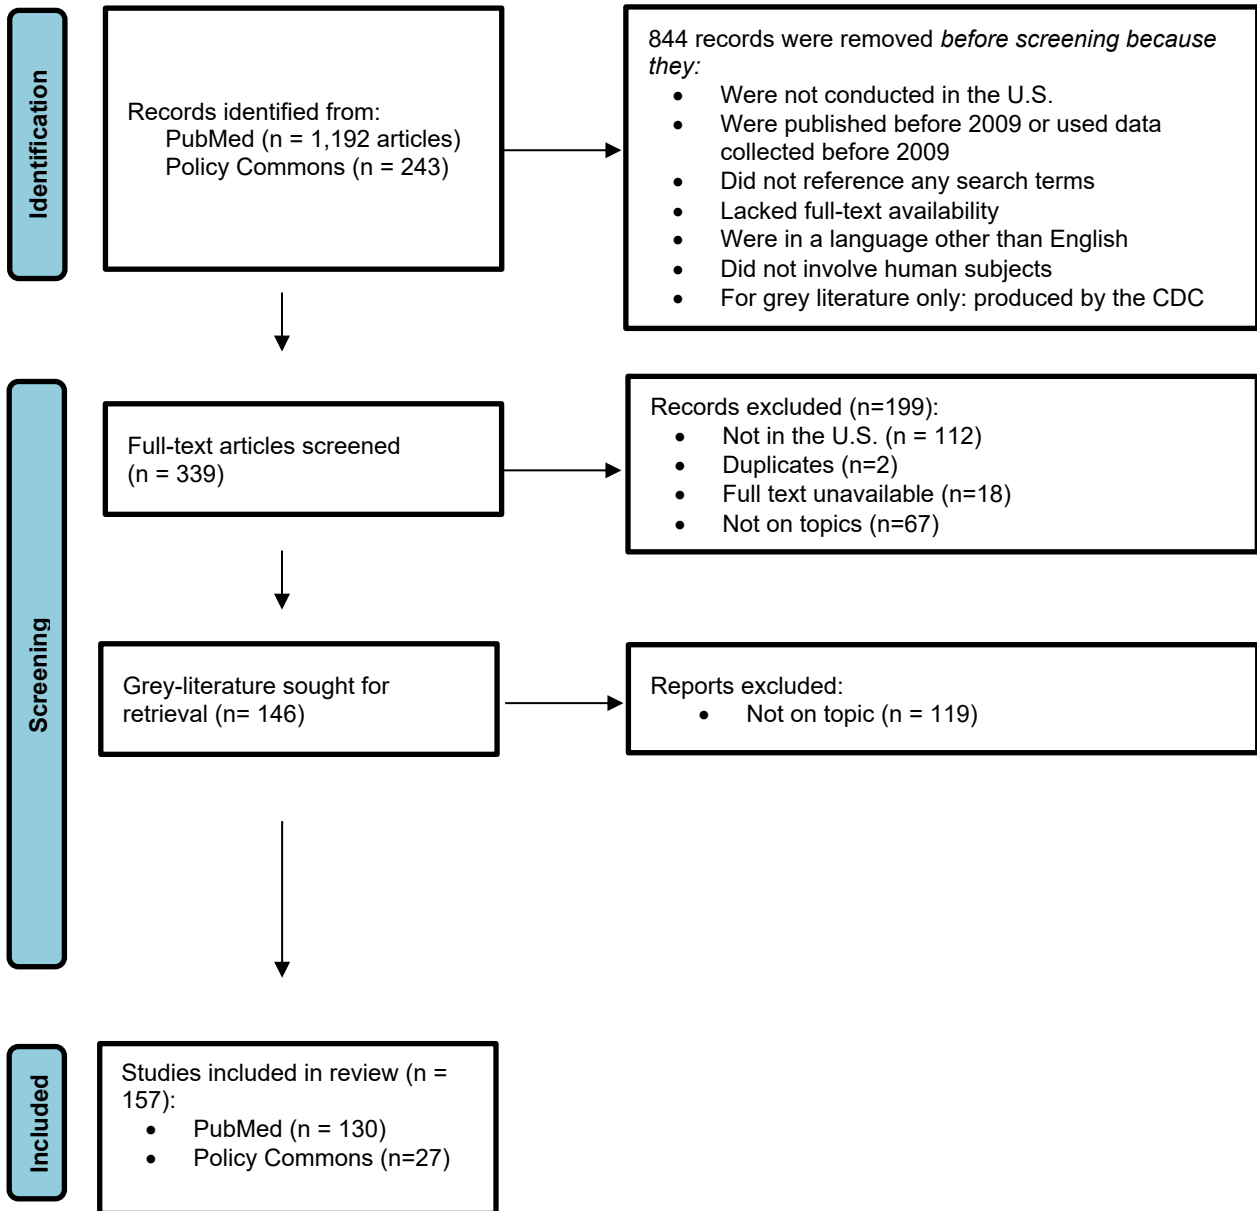 Identification
Records identified from:
PubMed (n = 1,192 articles)
Policy Commons (n = 243)
844 records were removed before screening because
they:
• Were not conducted in the U.S.
• Were published before 2009 or used data
collected before 2009
• Did not reference any search terms
• Lacked full-text availability
• Were in a language other than English
• Did not involve human subjects
• For grey literature only: produced by the CDC
Screening
Full-text articles screened
(n = 339)
Records excluded (n=199):
• Not in the U.S. (n = 112)
• Duplicates (n=2)
• Full text unavailable (n=18)
• Not on topics (n=67)
Grey-literature sought for
retrieval (n= 146)
Reports excluded:
• Not on topic (n = 119)
Included
Studies included in review (n =
157):
• PubMed (n = 130)
• Policy Commons (n=27)